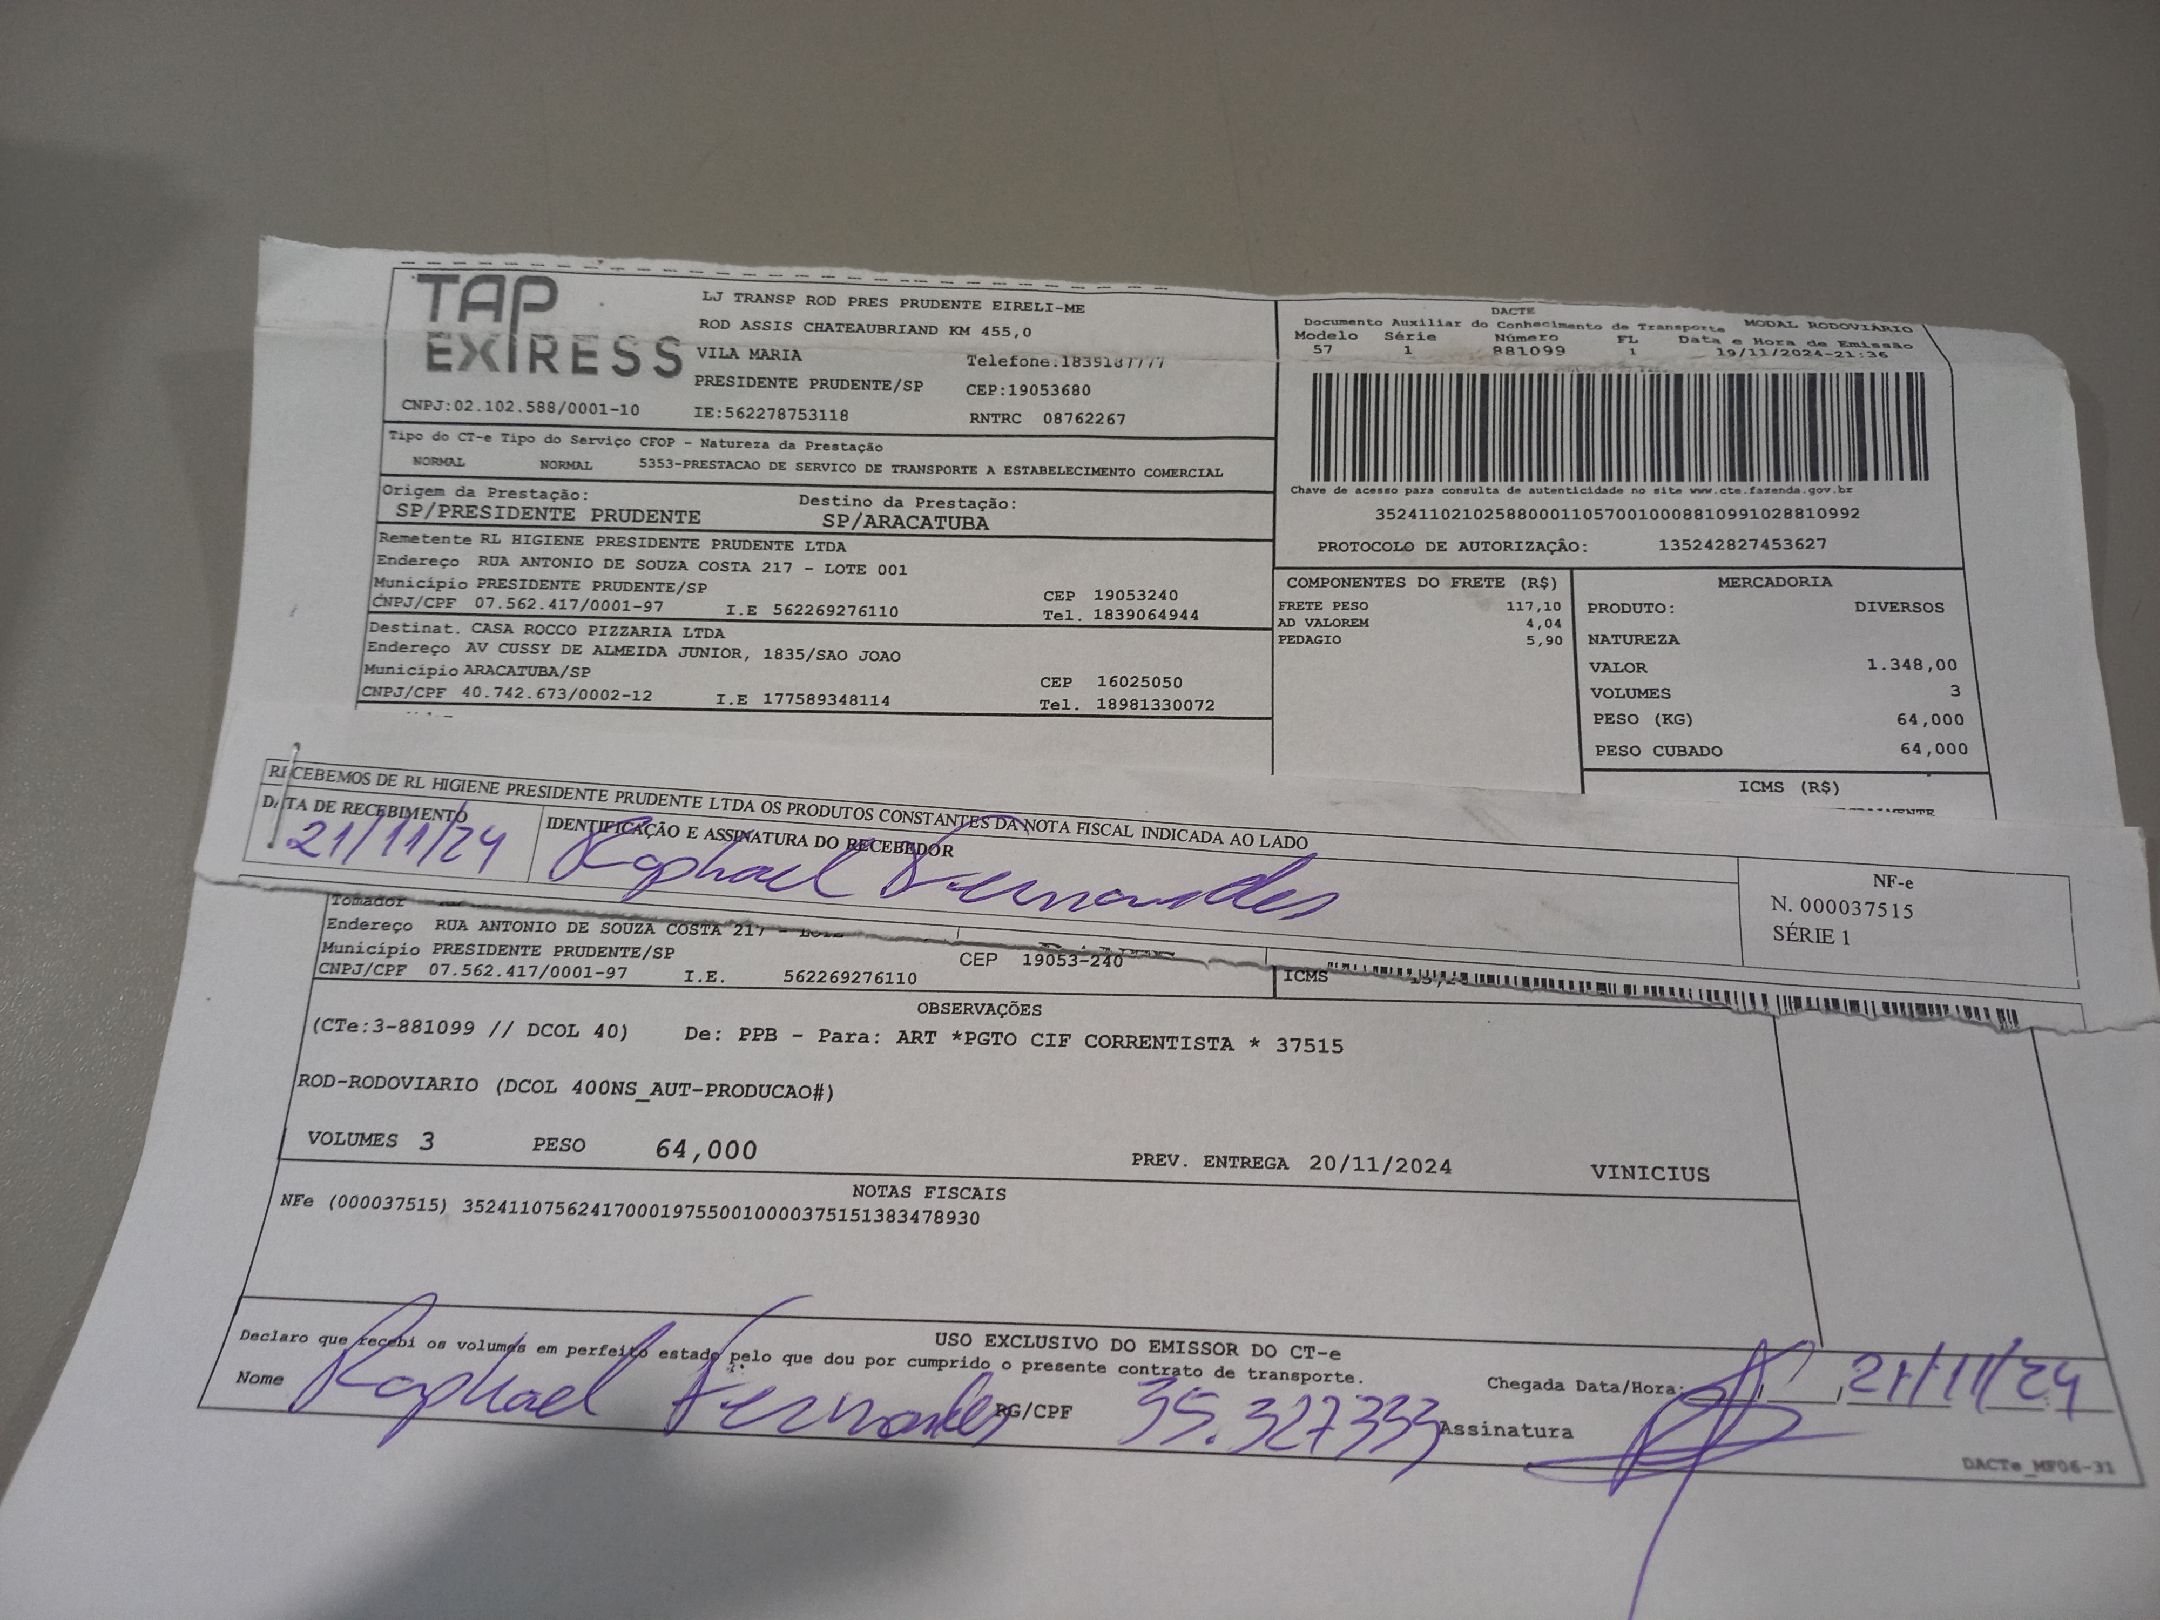 TAP
EXPRESS
LJ TRANSP ROD PRES PRUDENTE EIRELI-ME
ROD ASSIS CHATEAUBRIAND KM 455,0
VILA MARIA Telefone:1839187777
PRESIDENTE PRUDENTE/SP CEP:19053680
CNPJ:02.102.588/0001-10 IE:562278753118 RNTRC 08762267
Tipo do CT-e Tipo do Serviço CFOP - Natureza da Prestação
NORMAL NORMAL 5353-PRESTACAO DE SERVICO DE TRANSPORTE A ESTABELECIMENTO COMERCIAL
Origem da Prestação: Destino da Prestação:
SP/PRESIDENTE PRUDENTE SP/ARACATUBA
Remetente RL HIGIENE PRESIDENTE PRUDENTE LTDA
Endereço RUA ANTONIO DE SOUZA COSTA 217 - LOTE 001
Município PRESIDENTE PRUDENTE/SP CEP 19053240
CNPJ/CPF 07.562.417/0001-97 I.E 562269276110 Tel. 1839064944
Destinat. CASA ROCCO PIZZARIA LTDA
Endereço AV CUSSY DE ALMEIDA JUNIOR, 1835/SAO JOAO
Município ARACATUBA/SP CEP 16025050
CNPJ/CPF 40.742.673/0002-12 I.E 177589348114 Tel. 18981330072
DACTE
Documento Auxiliar do Conhecimento de Transporte MODAL RODOVIÁRIO
Modelo Série Número FL Data e Hora de Emissão
57 1 881099 1 19/11/2024-21:36
Chave de acesso para consulta de autenticidade no site www.cte.fazenda.gov.br
35241102102588000110570010008810991028810992
PROTOCOLO DE AUTORIZAÇÃO: 135242827453627
COMPONENTES DO FRETE (R$)
FRETE PESO 117,10
AD VALOREM 4,04
PEDAGIO 5,90
MERCADORIA
PRODUTO: DIVERSOS
NATUREZA
VALOR 1.348,00
VOLUMES 3
PESO (KG) 64,000
PESO CUBADO 64,000
ICMS (R$)
RECEBEMOS DE RL HIGIENE PRESIDENTE PRUDENTE LTDA OS PRODUTOS CONSTANTES DA NOTA FISCAL INDICADA AO LADO
DATA DE RECEBIMENTO IDENTIFICAÇÃO E ASSINATURA DO RECEBEDOR
21/11/24 Raphael Fernandes
NF-e
N. 000037515
SÉRIE 1
Tomador
Endereço RUA ANTONIO DE SOUZA COSTA 217 -
Município PRESIDENTE PRUDENTE/SP CEP 19053-240
CNPJ/CPF 07.562.417/0001-97 I.E. 562269276110
ICMS
OBSERVAÇÕES
(CTe:3-881099 // DCOL 40) De: PPB - Para: ART *PGTO CIF CORRENTISTA * 37515
ROD-RODOVIARIO (DCOL 400NS_AUT-PRODUCAO#)
VOLUMES 3 PESO 64,000 PREV. ENTREGA 20/11/2024 VINICIUS
NOTAS FISCAIS
NFe (000037515) 35241107562417000197550010000375151383478930
USO EXCLUSIVO DO EMISSOR DO CT-e
Declaro que recebi os volumes em perfeito estado pelo que dou por cumprido o presente contrato de transporte.
Nome Raphael Fernandes RG/CPF 35.327333 Assinatura
Chegada Data/Hora: 21/11/24
DACTe_MF06-31